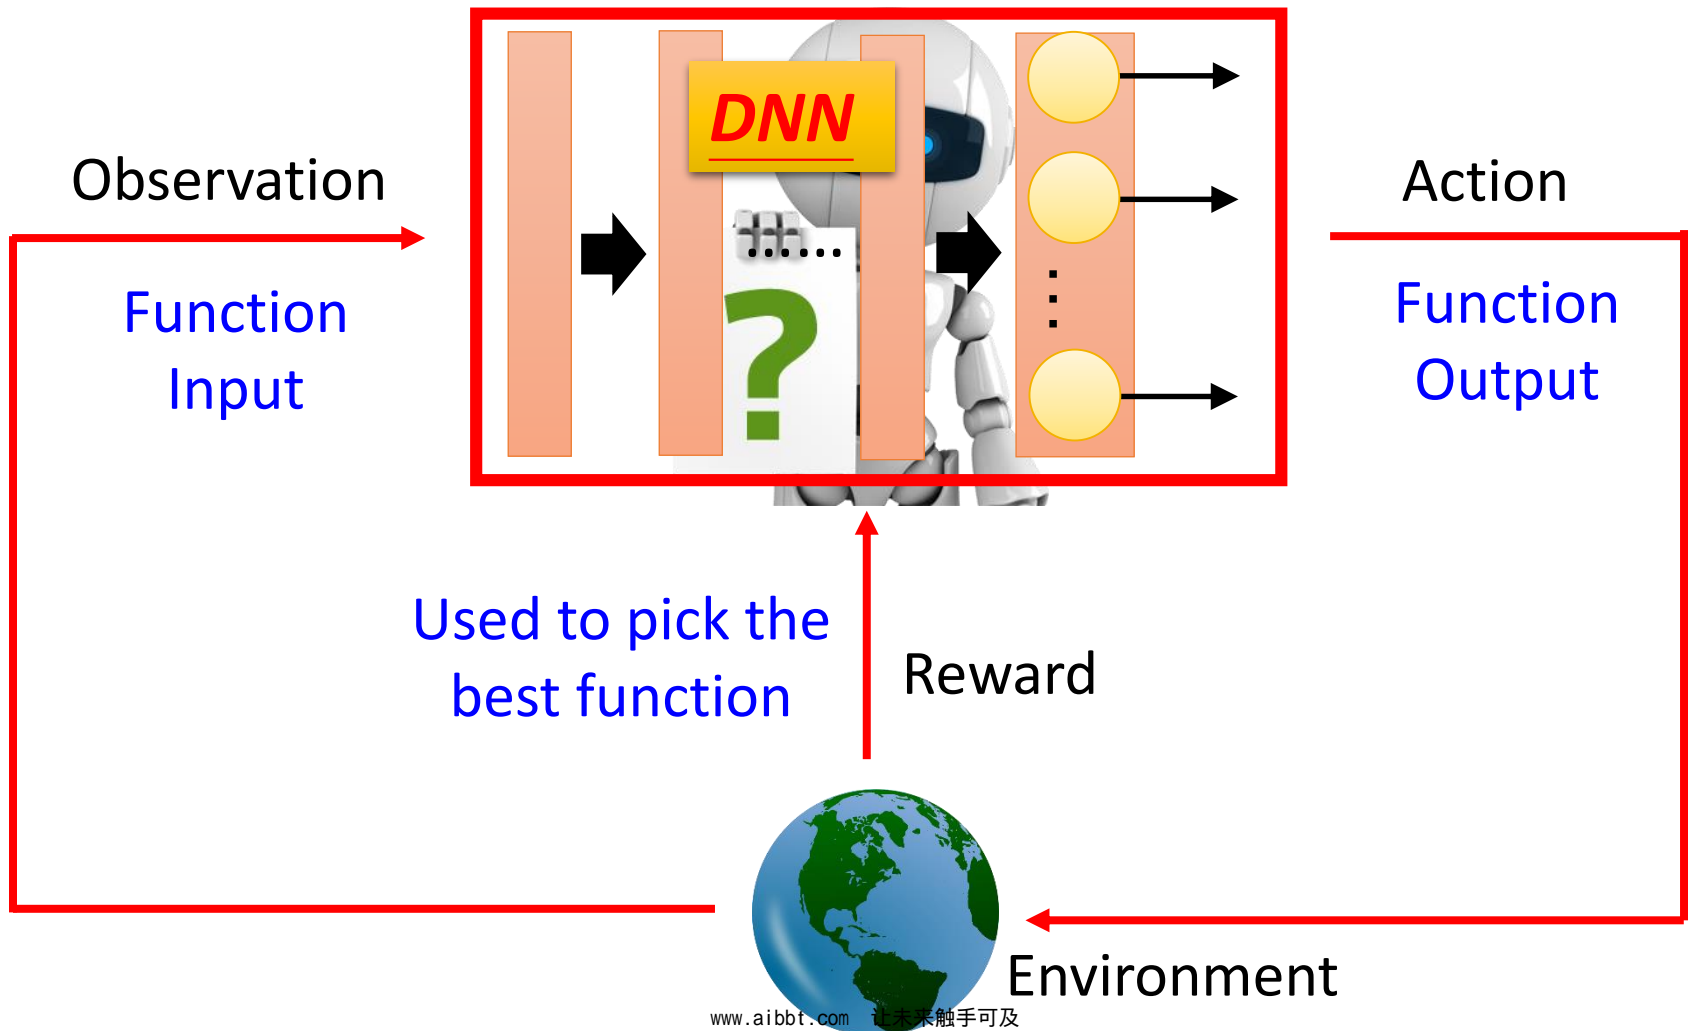 DNN
Observation
Function
Input
......
?
Action
Function
Output
Used to pick the
best function
Reward
Environment
www.aibbt.com 让未来触手可及